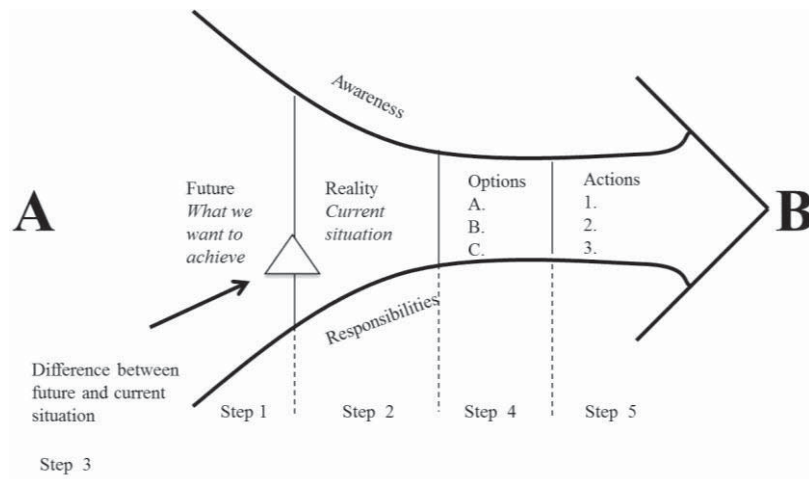 Awareness
A
Future
What we
want to
achieve
Reality
Current
situation
Options
A.
B.
C.
Actions
1.
2.
3.
B
Responsibilities
Difference between
future and current
situation
Step 1
Step 2
Step 4
Step 5
Step 3